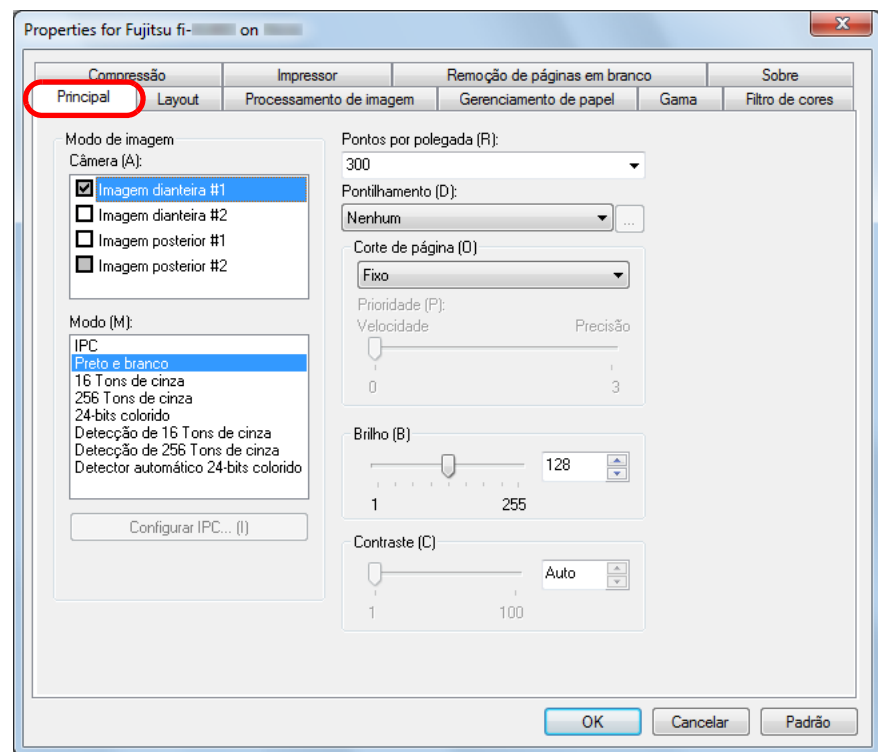 Properties for Fujitsu fi- on
Compressão Impressor Remoção de páginas em branco Sobre
Principal Layout Processamento de imagem Gerenciamento de papel Gama Filtro de cores
Modo de imagem
Câmera (A):
Imagem dianteira #1
Imagem dianteira #2
Imagem posterior #1
Imagem posterior #2
Modo (M):
IPC
Preto e branco
16 Tons de cinza
256 Tons de cinza
24-bits colorido
Detecção de 16 Tons de cinza
Detecção de 256 Tons de cinza
Detector automático 24-bits colorido
Configurar IPC... (I)
Pontos por polegada (R):
300
Pontilhamento (D):
Nenhum ...
Corte de página (O)
Fixo
Prioridade (P):
Velocidade Precisão
0 3
Brilho (B)
128
1 255
Contraste (C)
Auto
1 100
OK Cancelar Padrão